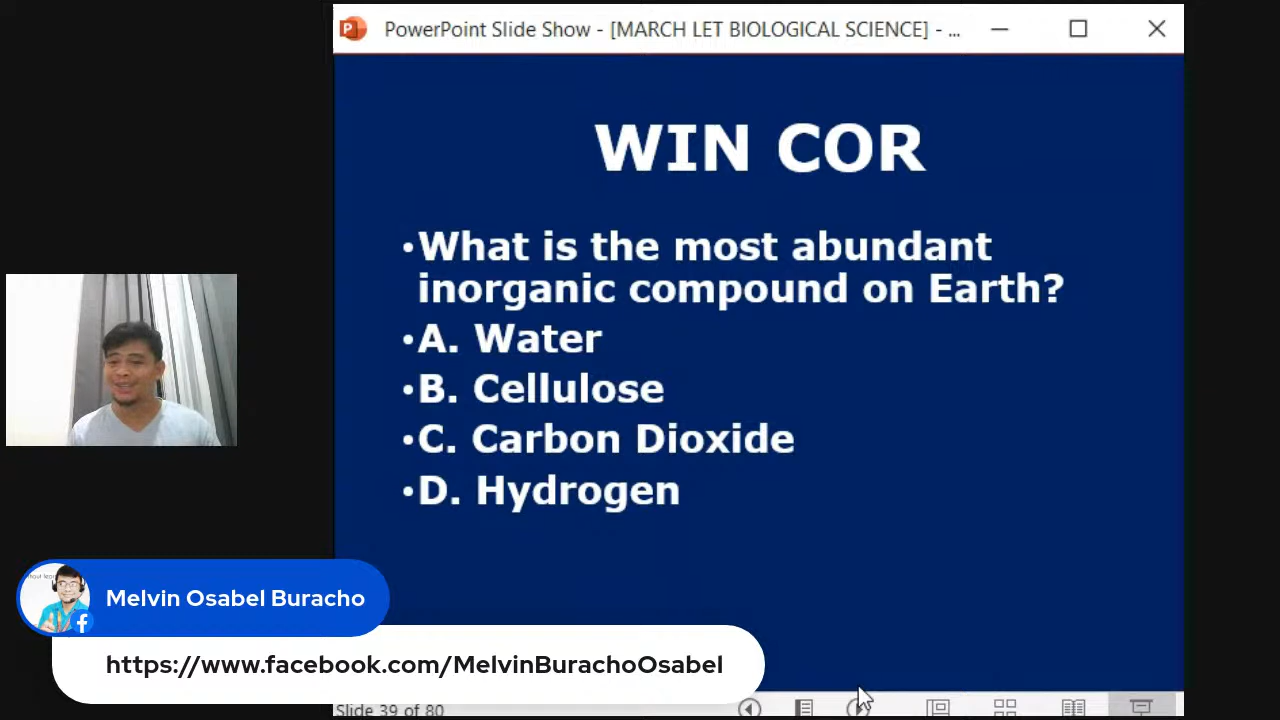 PowerPoint Slide Show - [MARCH LET BIOLOGICAL SCIENCE] - ...
WIN COR
•What is the most abundant
inorganic compound on Earth?
•A. Water
•B. Cellulose
•C. Carbon Dioxide
•D. Hydrogen
Melvin Osabel Buracho
https://www.facebook.com/MelvinBurachoOsabel
Slide 39 of 80